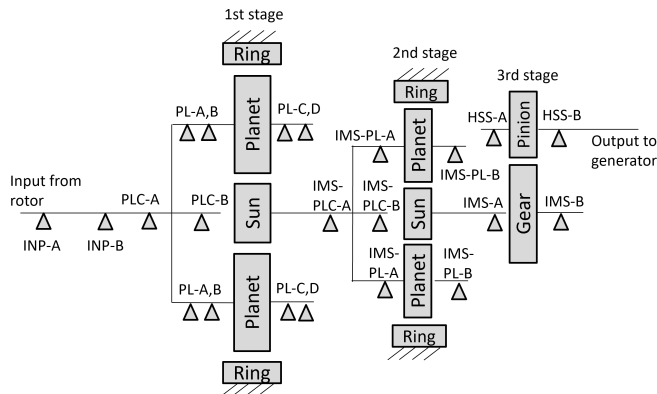 1st stage
Ring
2nd stage
Ring
3rd stage
PL-A,B
PL-C,D
Planet
IMS-PL-A
Planet
IMS-PL-B
HSS-A
Pinion
HSS-B
Output to
generator
Input from
rotor
INP-A
INP-B
PLC-A
PLC-B
Sun
IMS-
PLC-A
IMS-
PLC-B
Sun
IMS-A
Gear
IMS-B
PL-A,B
PL-C,D
Planet
IMS-
PL-A
Planet
IMS-
PL-B
Ring
Ring